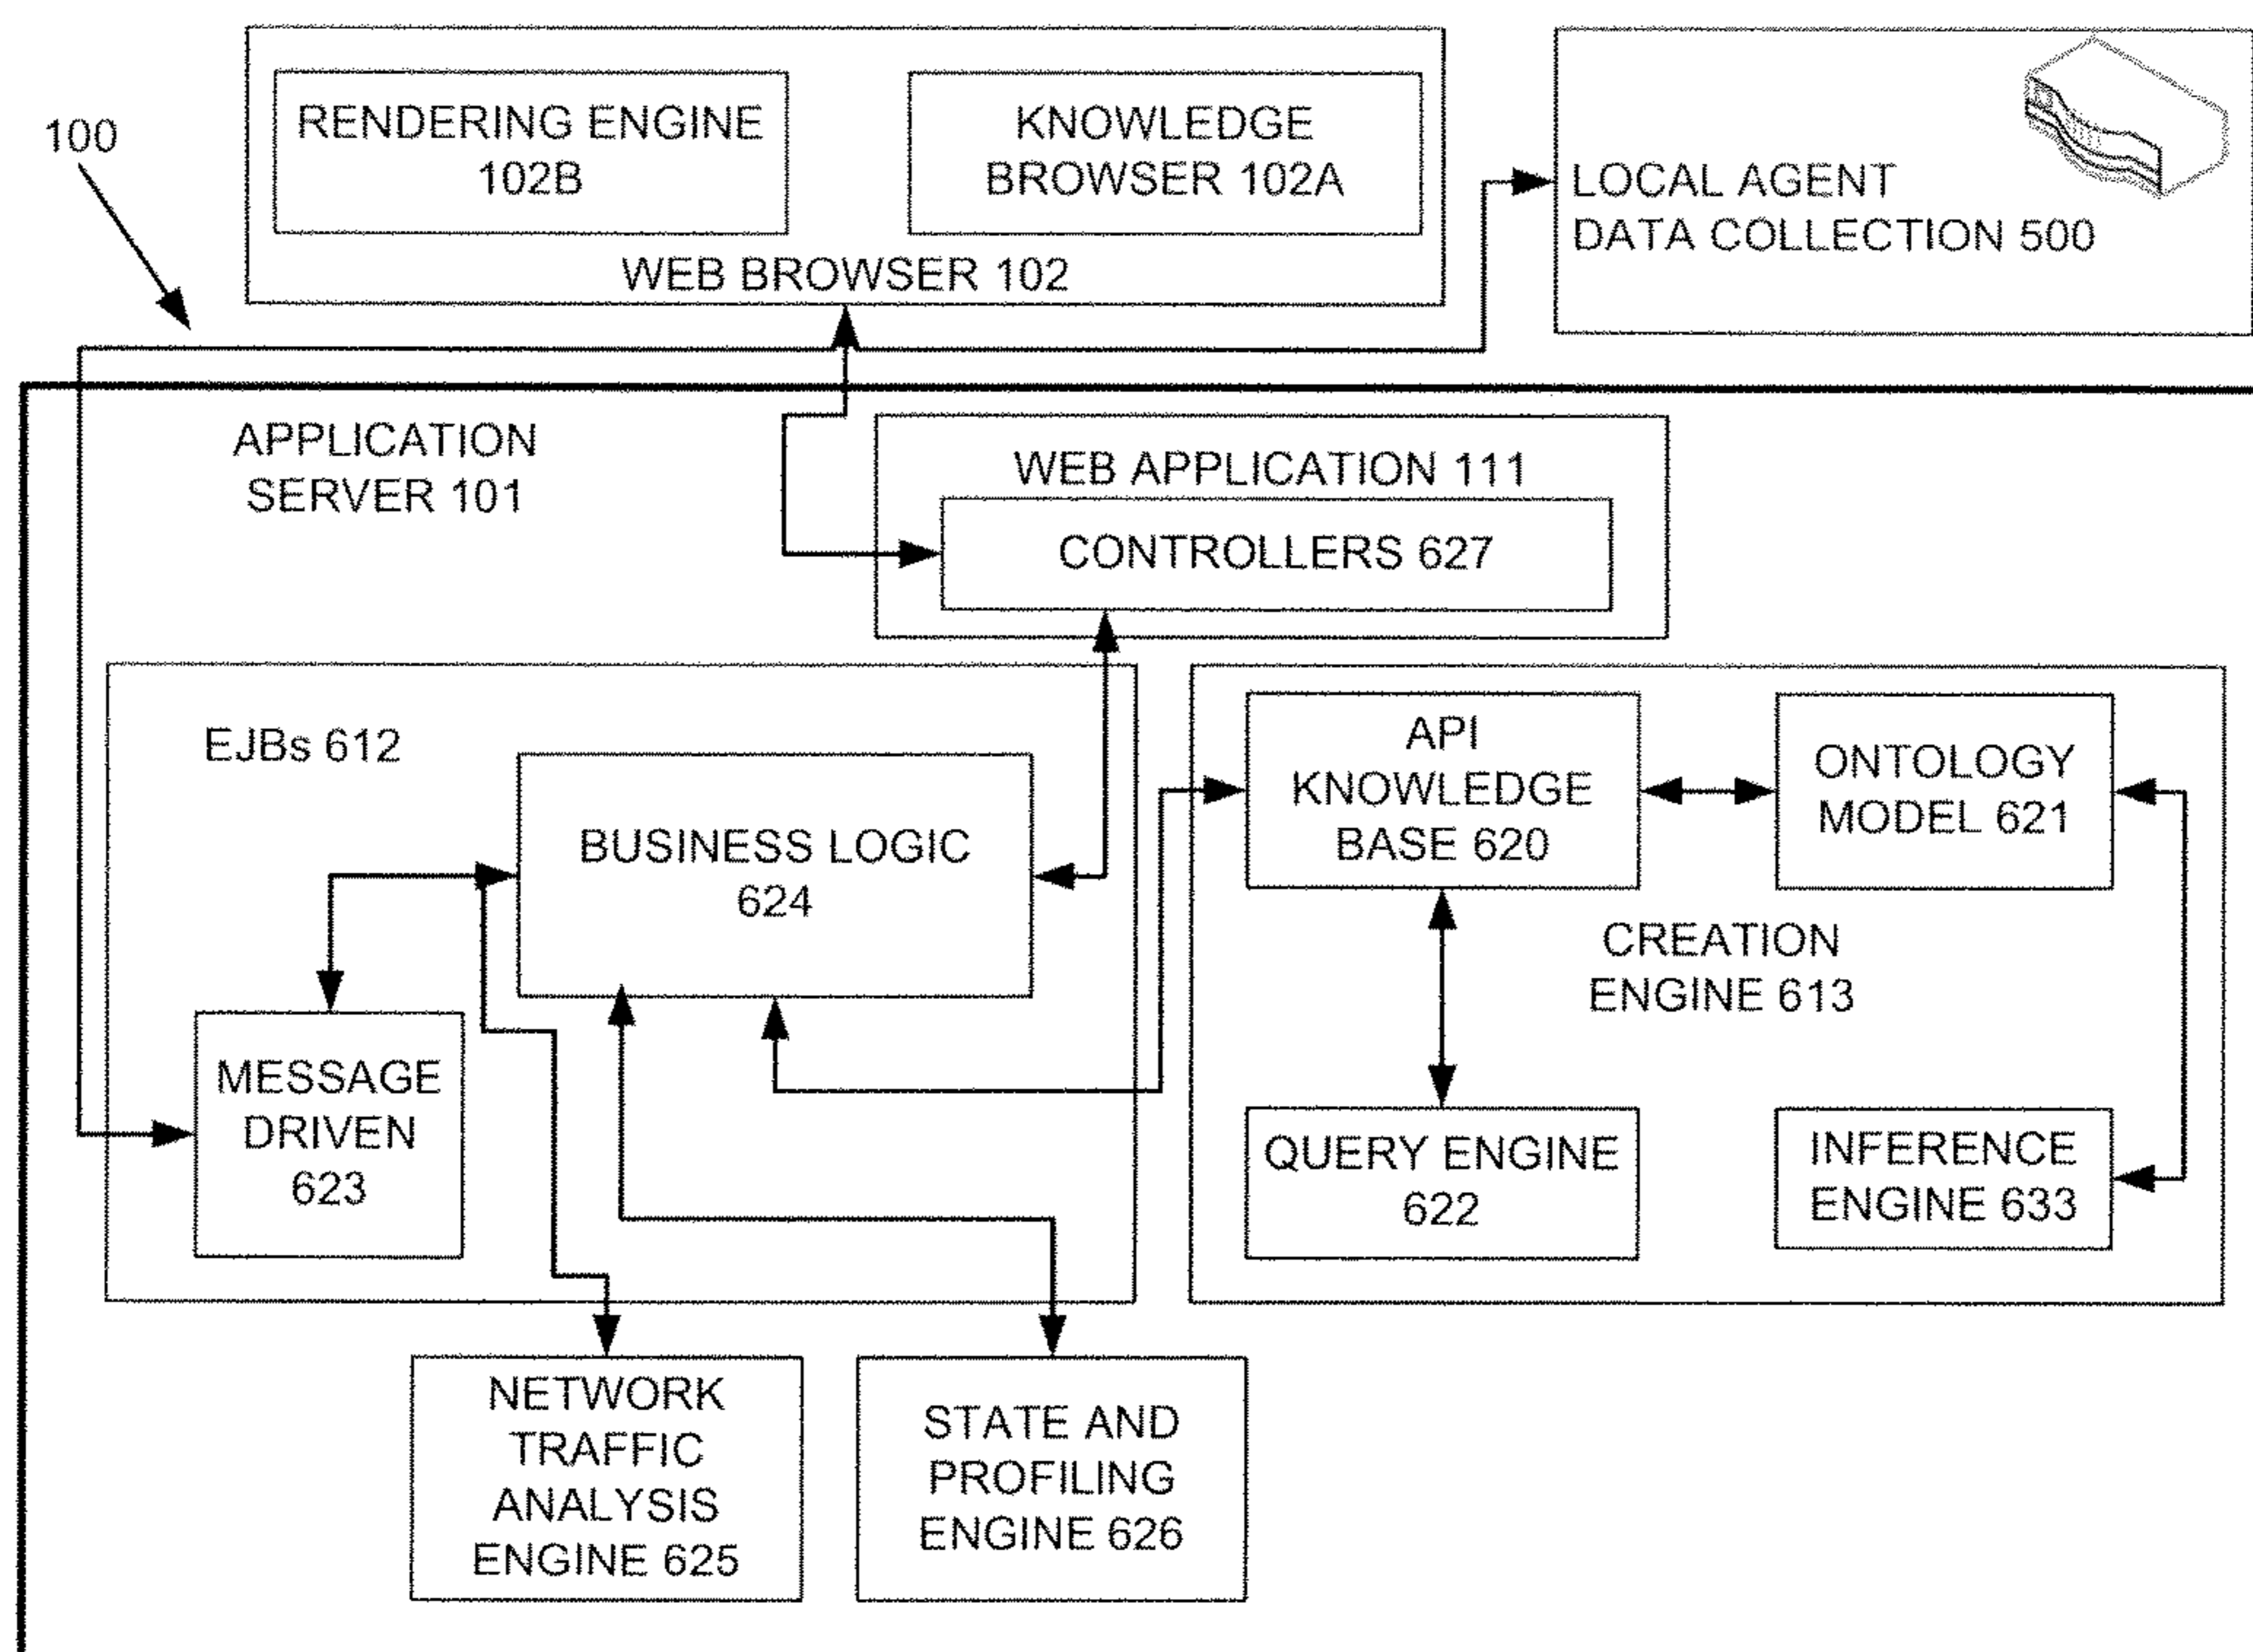 100
RENDERING ENGINE
102B
KNOWLEDGE
BROWSER 102A
WEB BROWSER 102
LOCAL AGENT
DATA COLLECTION 500
APPLICATION
SERVER 101
WEB APPLICATION 111
CONTROLLERS 627
EJBs 612
BUSINESS LOGIC
624
MESSAGE
DRIVEN
623
API
KNOWLEDGE
BASE 620
ONTOLOGY
MODEL 621
CREATION
ENGINE 613
QUERY ENGINE
622
INFERENCE
ENGINE 633
NETWORK
TRAFFIC
ANALYSIS
ENGINE 625
STATE AND
PROFILING
ENGINE 626